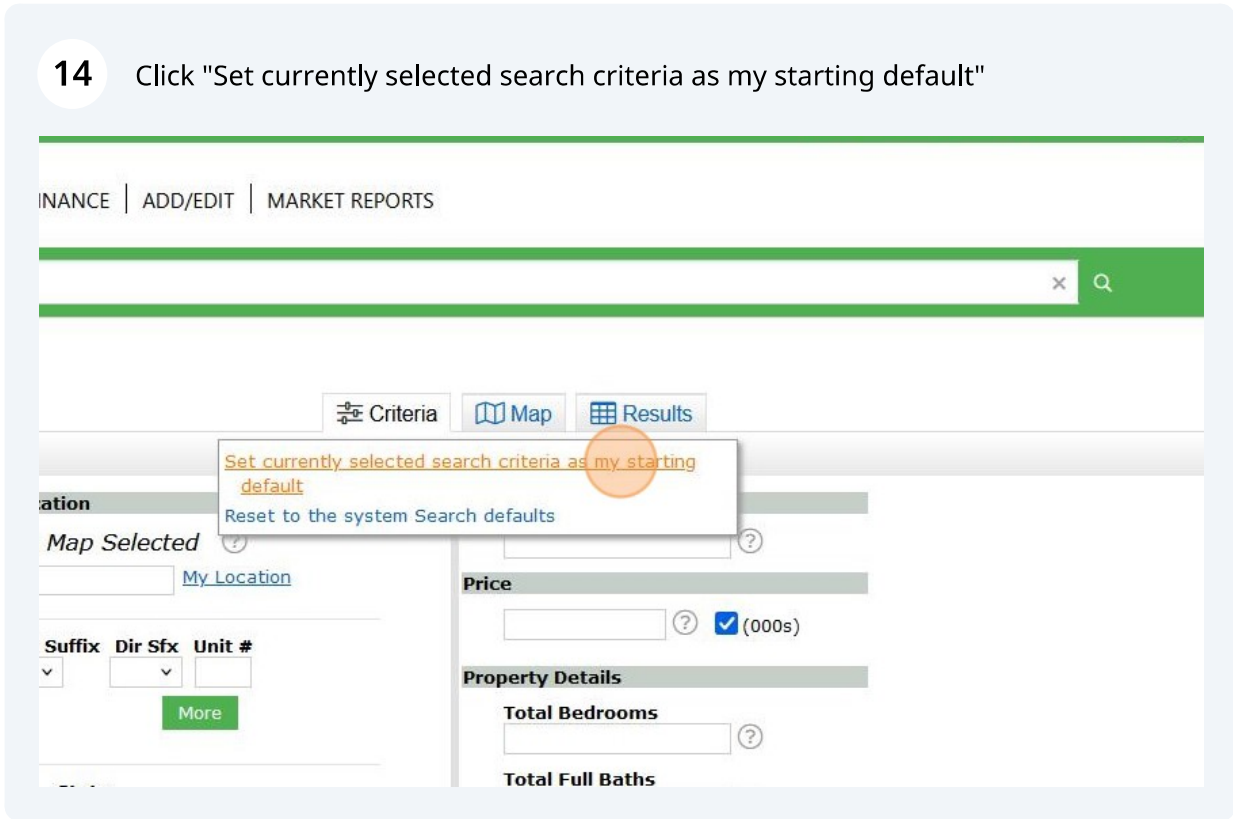 14 Click "Set currently selected search criteria as my starting default"
INANCE | ADD/EDIT | MARKET REPORTS
Criteria Map Results
Set currently selected search criteria as my starting
default
Reset to the system Search defaults
ation
Map Selected ?
My Location
Price
? (000s)
Suffix Dir Sfx Unit #
Property Details
More
Total Bedrooms
?
Total Full Baths